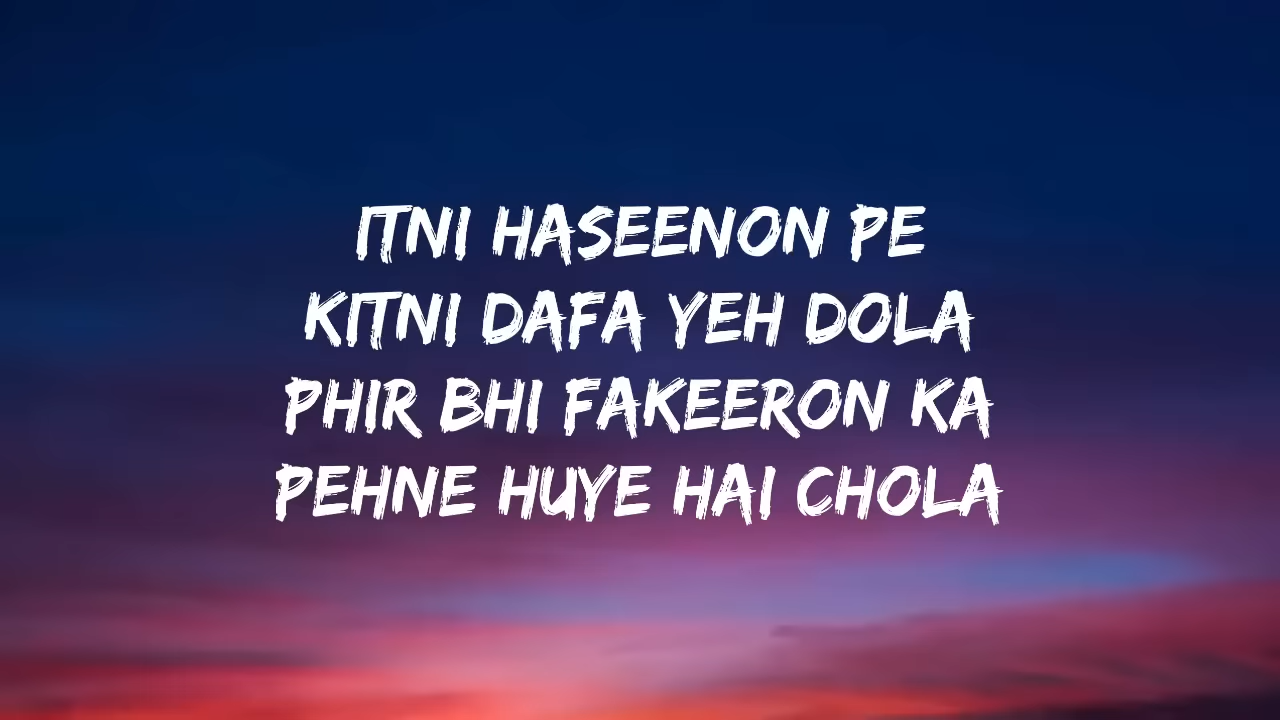 ITNI HASEENON PE
KITNI DAFA YEH DOLA
PHIR BHI FAKEERON KA
PEHNE HUYE HAI CHOLA